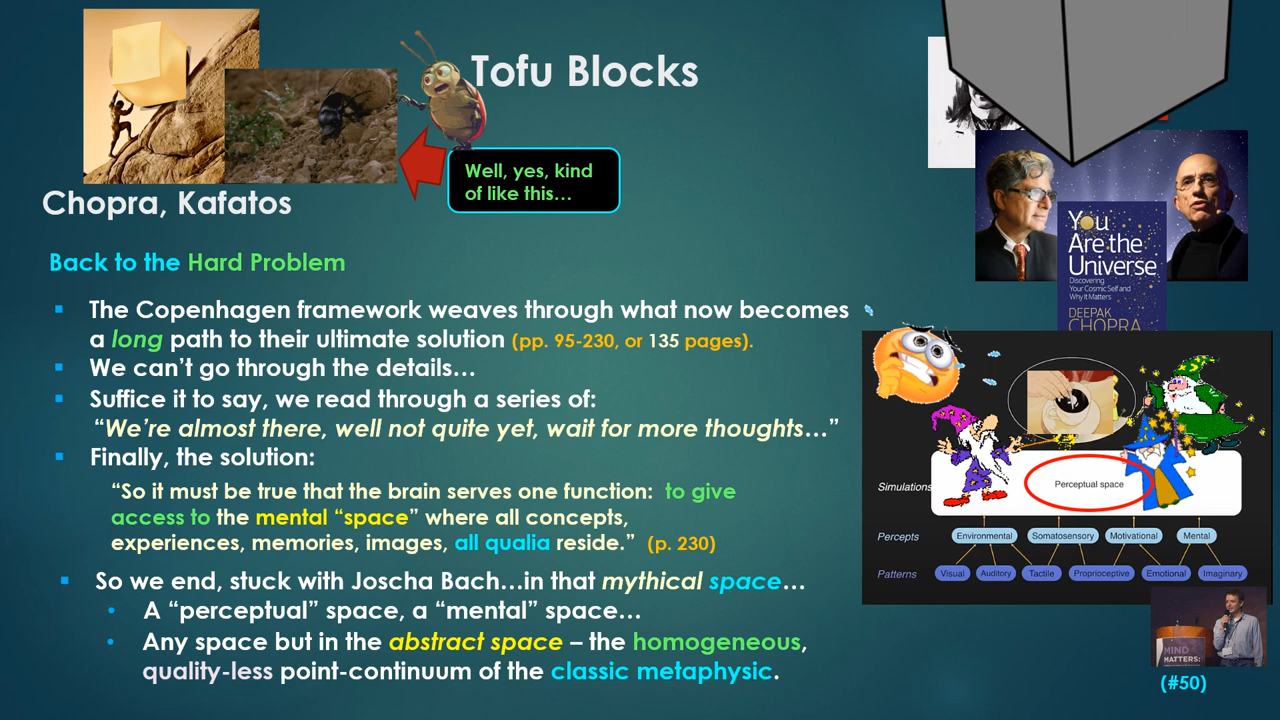 Tofu Blocks
Well, yes, kind
of like this…
Chopra, Kafatos
Back to the Hard Problem
The Copenhagen framework weaves through what now becomes
a long path to their ultimate solution (pp. 95-230, or 135 pages).
We can’t go through the details…
Suffice it to say, we read through a series of:
“We’re almost there, well not quite yet, wait for more thoughts…”
Finally, the solution:
“So it must be true that the brain serves one function: to give
access to the mental “space” where all concepts,
experiences, memories, images, all qualia reside.” (p. 230)
So we end, stuck with Joscha Bach…in that mythical space…
A “perceptual” space, a “mental” space…
Any space but in the abstract space – the homogeneous,
quality-less point-continuum of the classic metaphysic.
You
Are the
Universe
Discovering
Your Cosmic Self and
Why It Matters
DEEPAK
CHOPRA
Simulations
Perceptual space
Percepts
Environmental
Somatosensory
Motivational
Mental
Patterns
Visual
Auditory
Tactile
Proprioceptive
Emotional
Imaginary
MIND
MATTERS:
(#50)